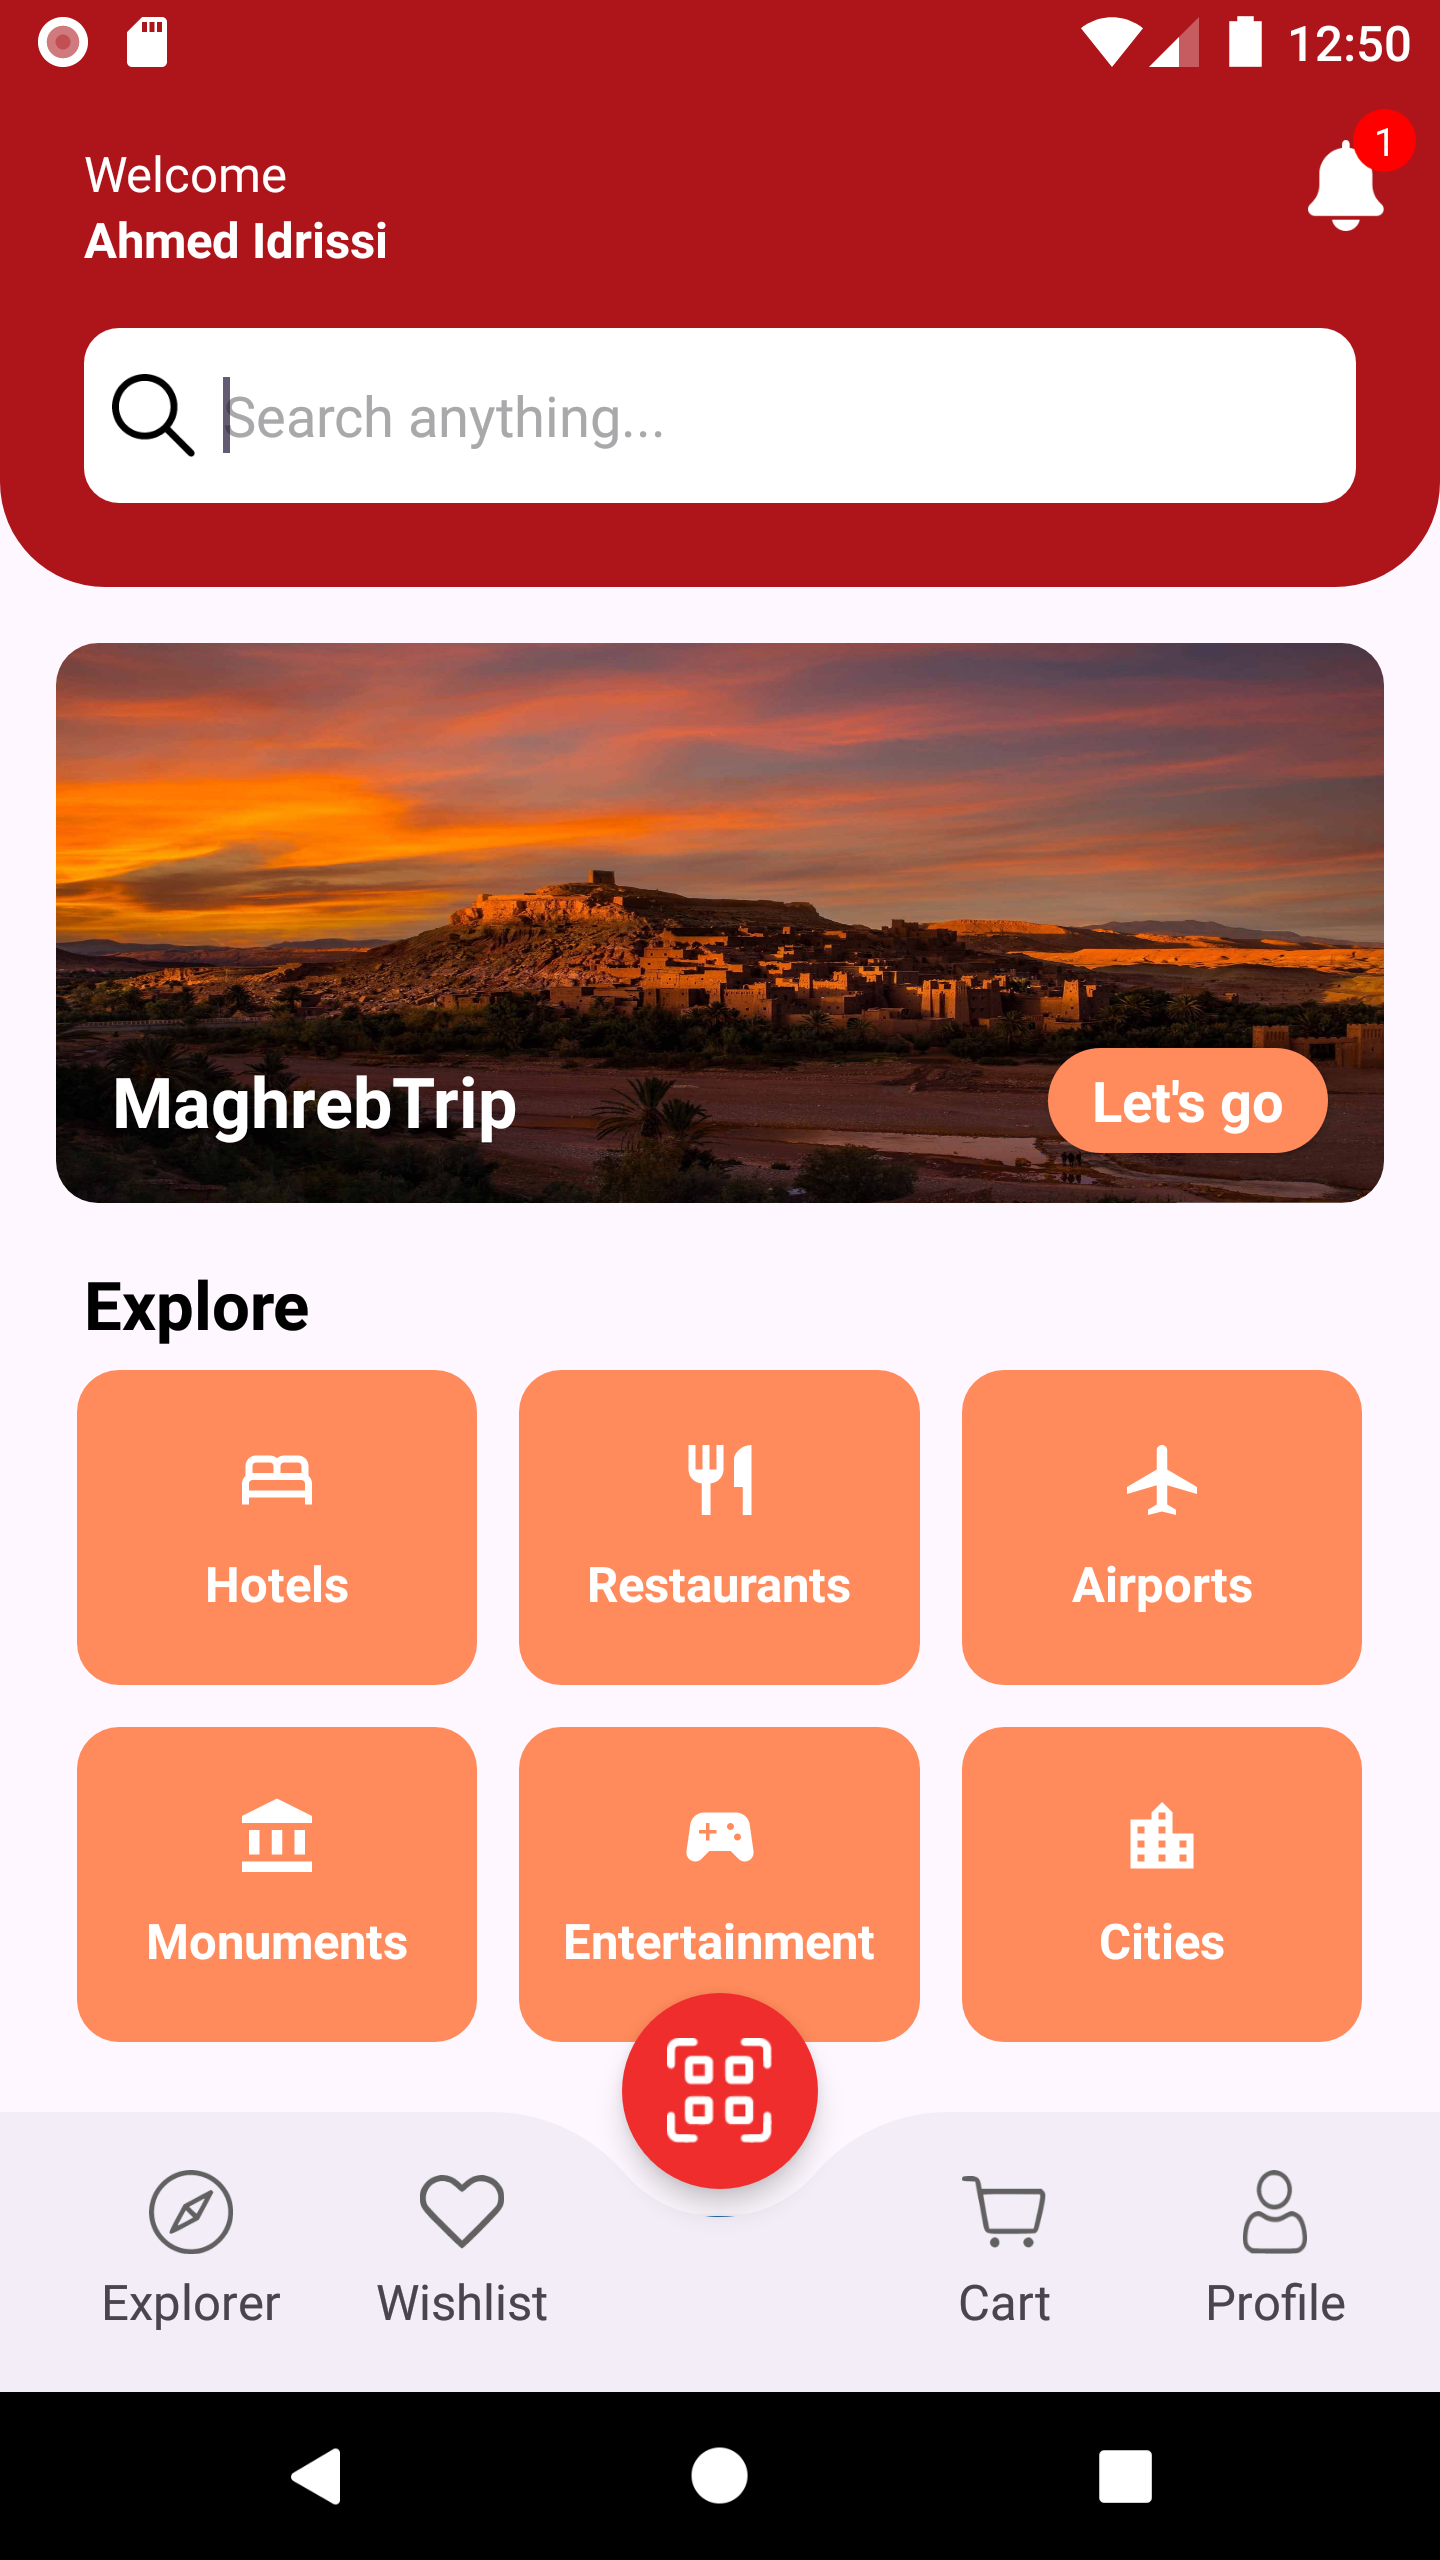 12:50
1
Welcome
Ahmed Idrissi
Search anything...
MaghrebTrip
Let's go
Explore
Hotels
Restaurants
Airports
Monuments
Entertainment
Cities
Explorer
Wishlist
Cart
Profile